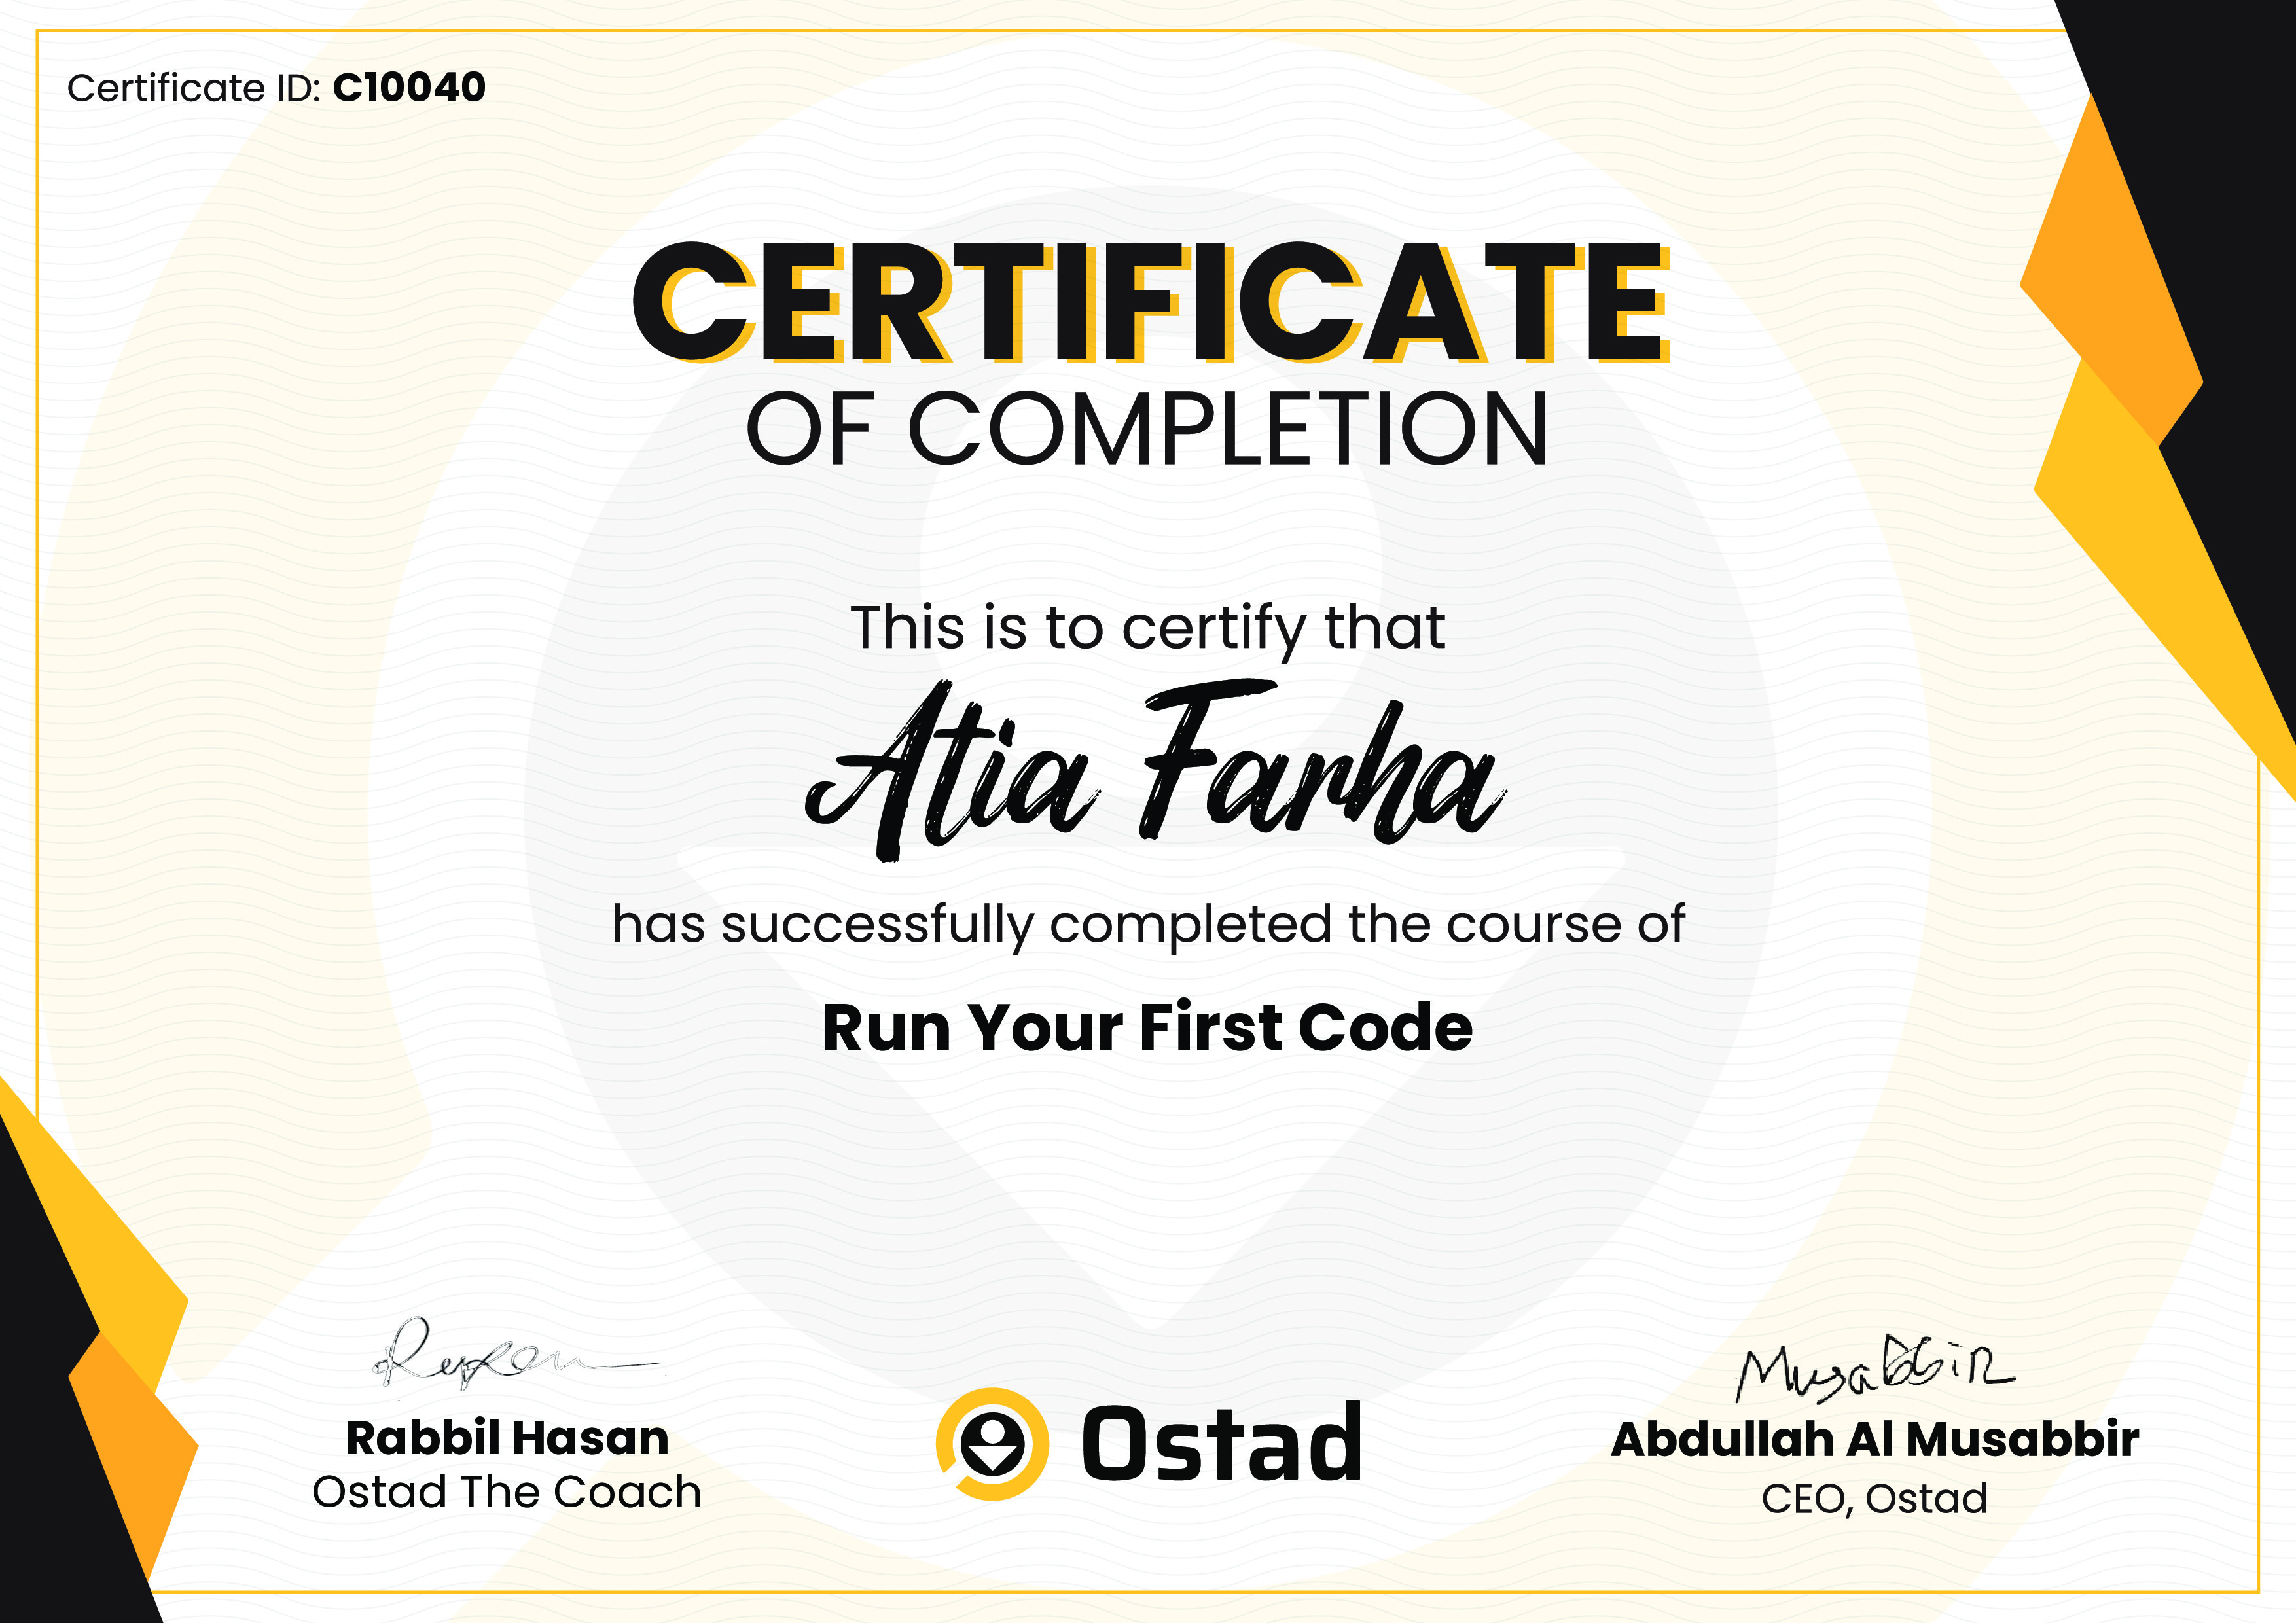 Certificate ID: C10040
CERTIFICATE
OF COMPLETION
This is to certify that
Atia Farha
has successfully completed the course of
Run Your First Code
Musabbir
Rabbil Hasan
Ostad The Coach
Ostad
Abdullah Al Musabbir
CEO, Ostad